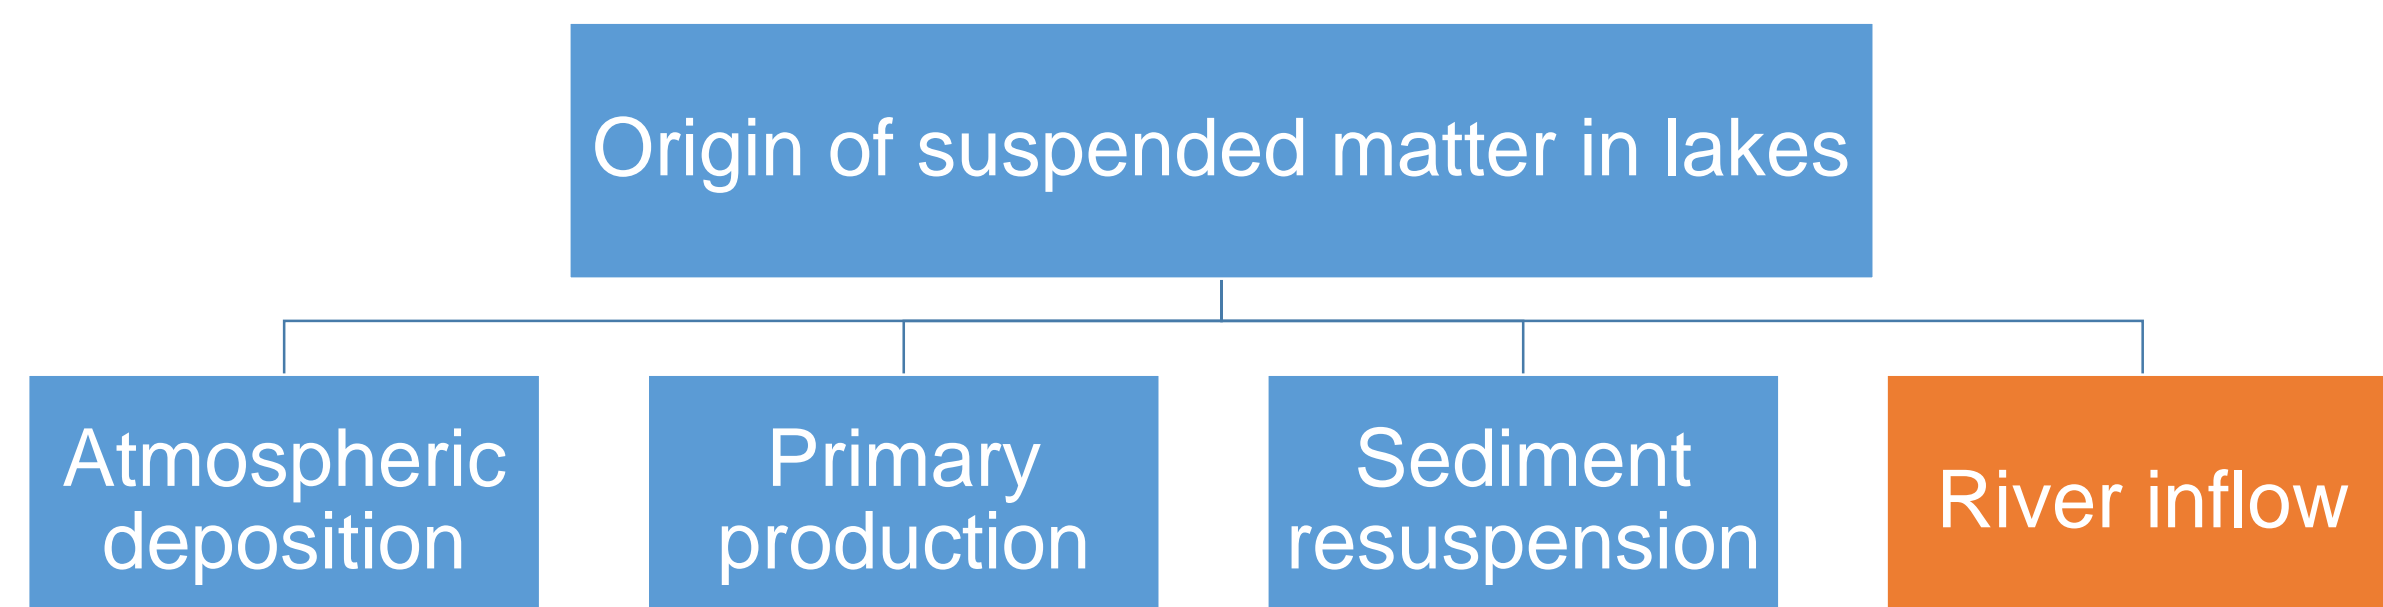 Origin of suspended matter in lakes
Atmospheric
deposition
Primary
production
Sediment
resuspension
River inflow